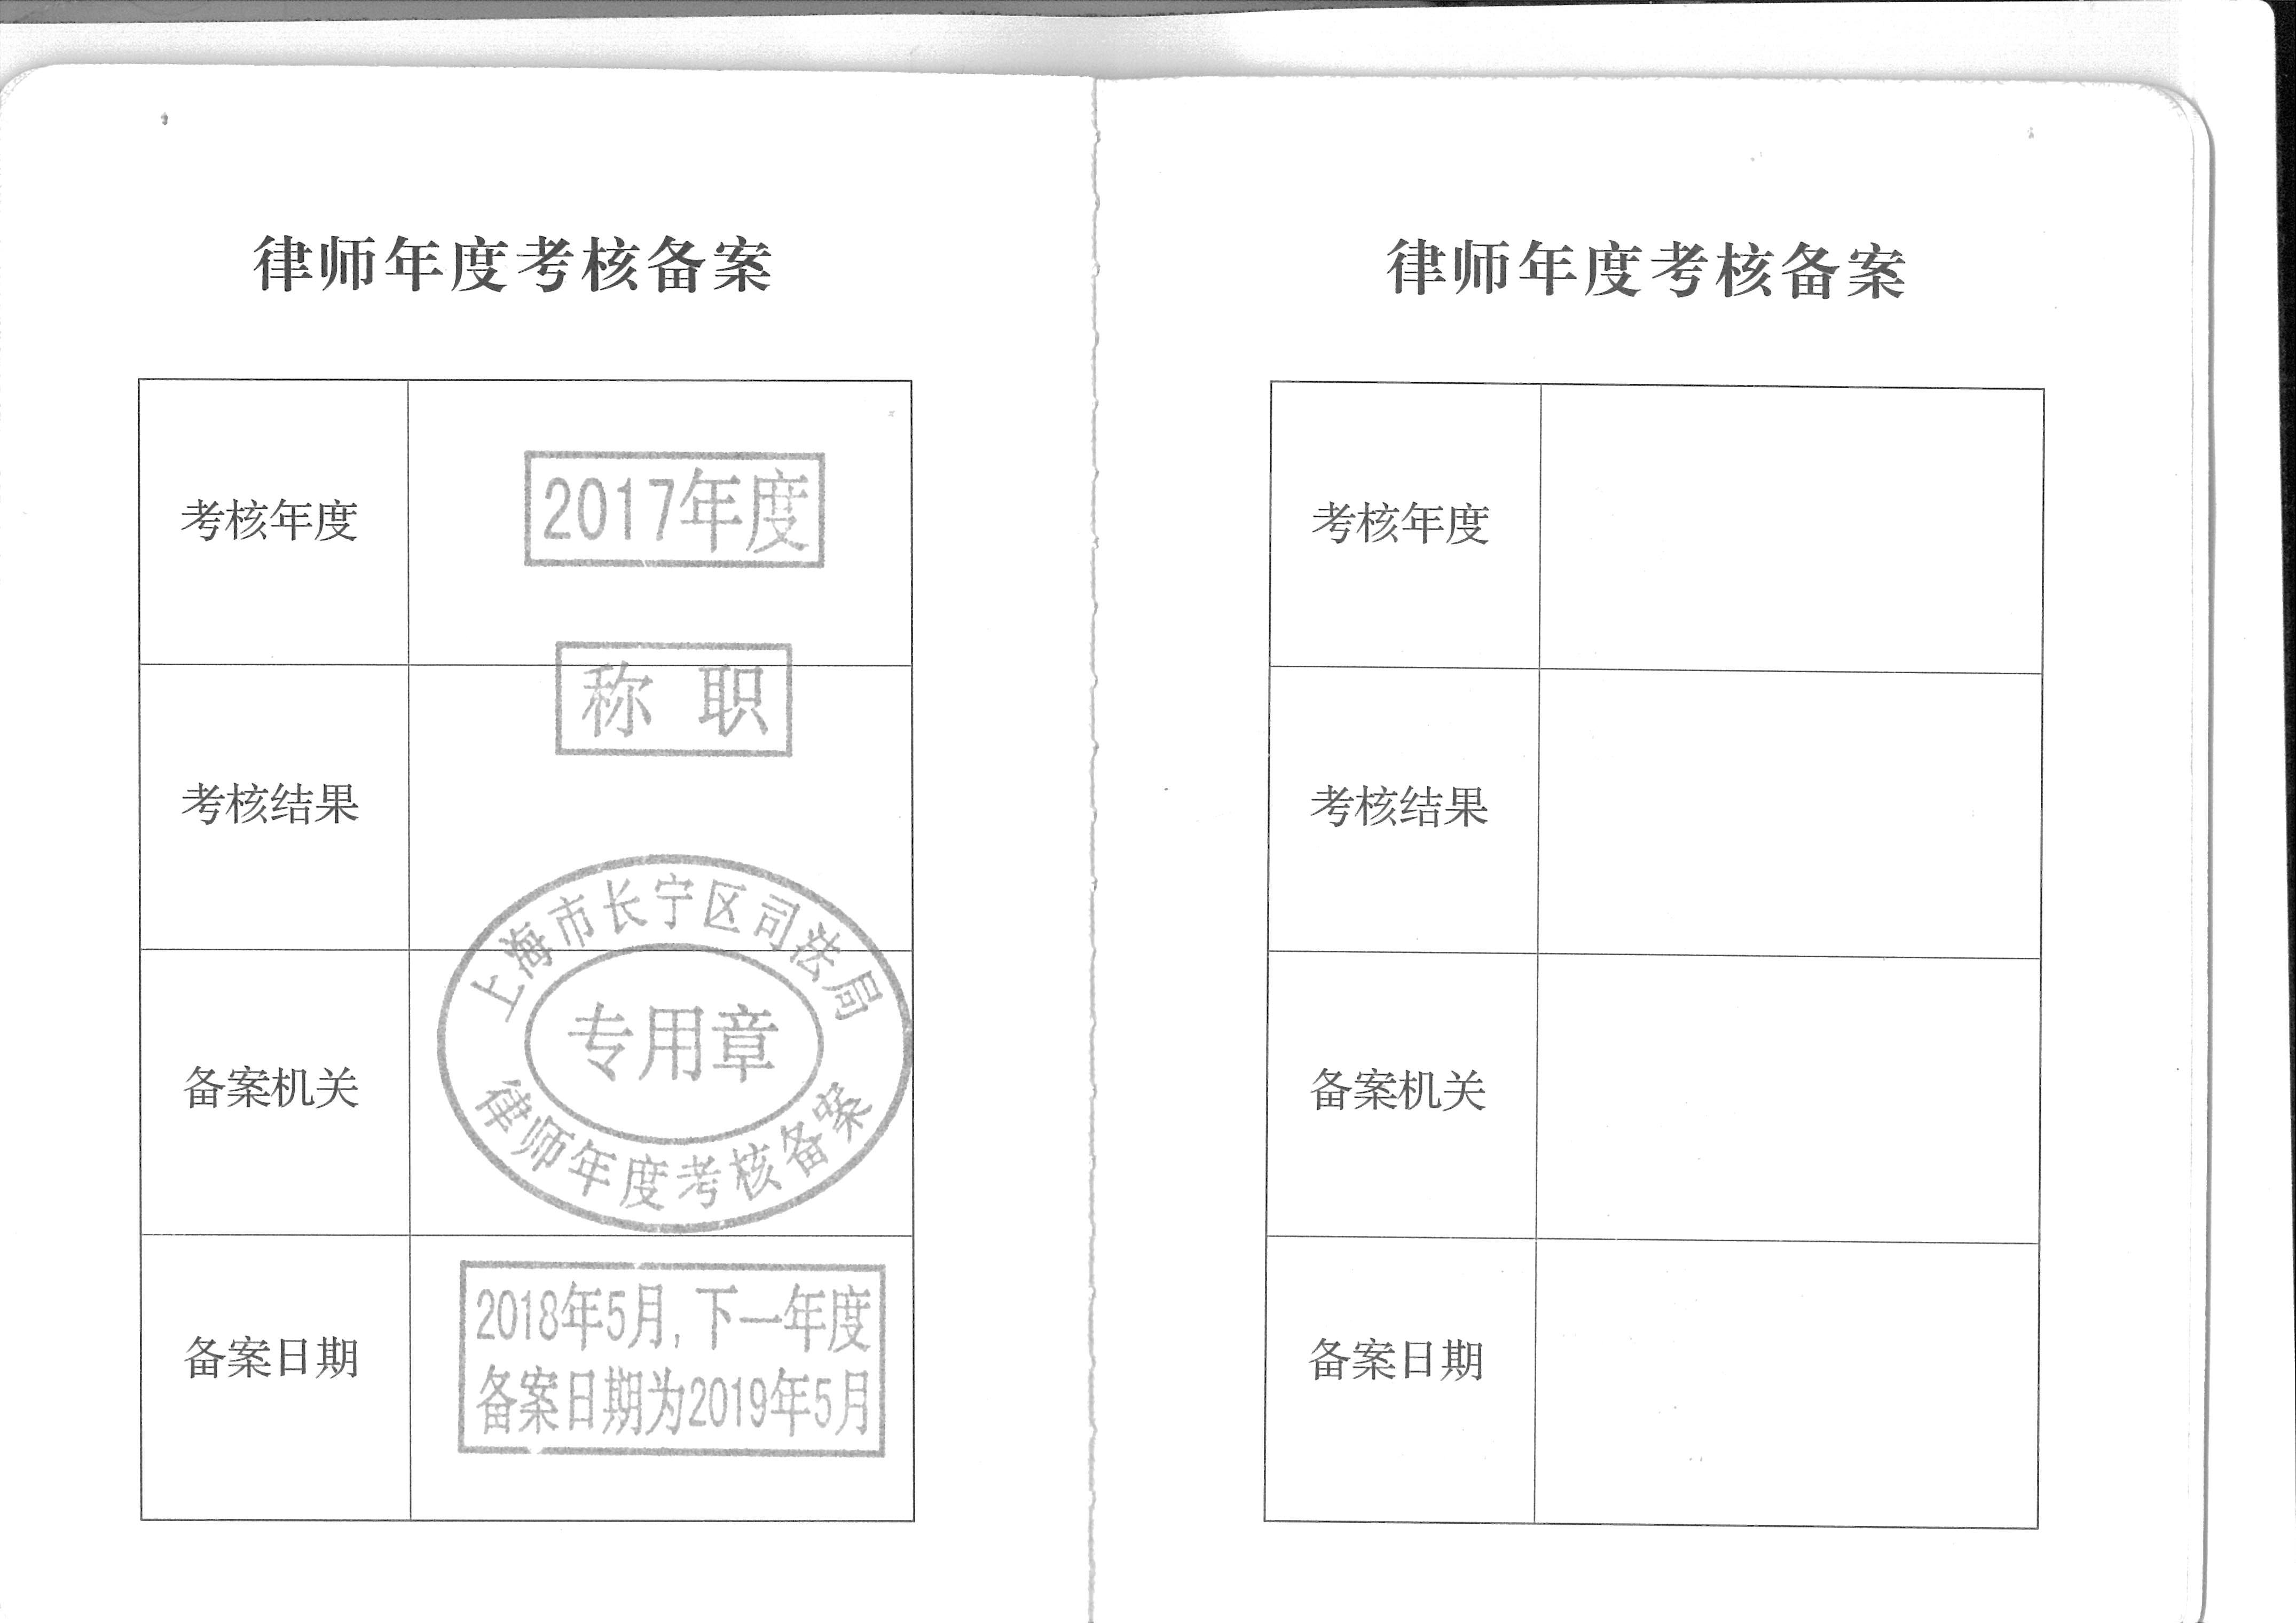 律师年度考核备案
考核年度
2017年度
考核结果
称 职
备案机关
上海市长宁区司法局
专用章
律师年度考核备案
备案日期
2018年5月,下一年度
备案日期为2019年5月
律师年度考核备案
考核年度
考核结果
备案机关
备案日期